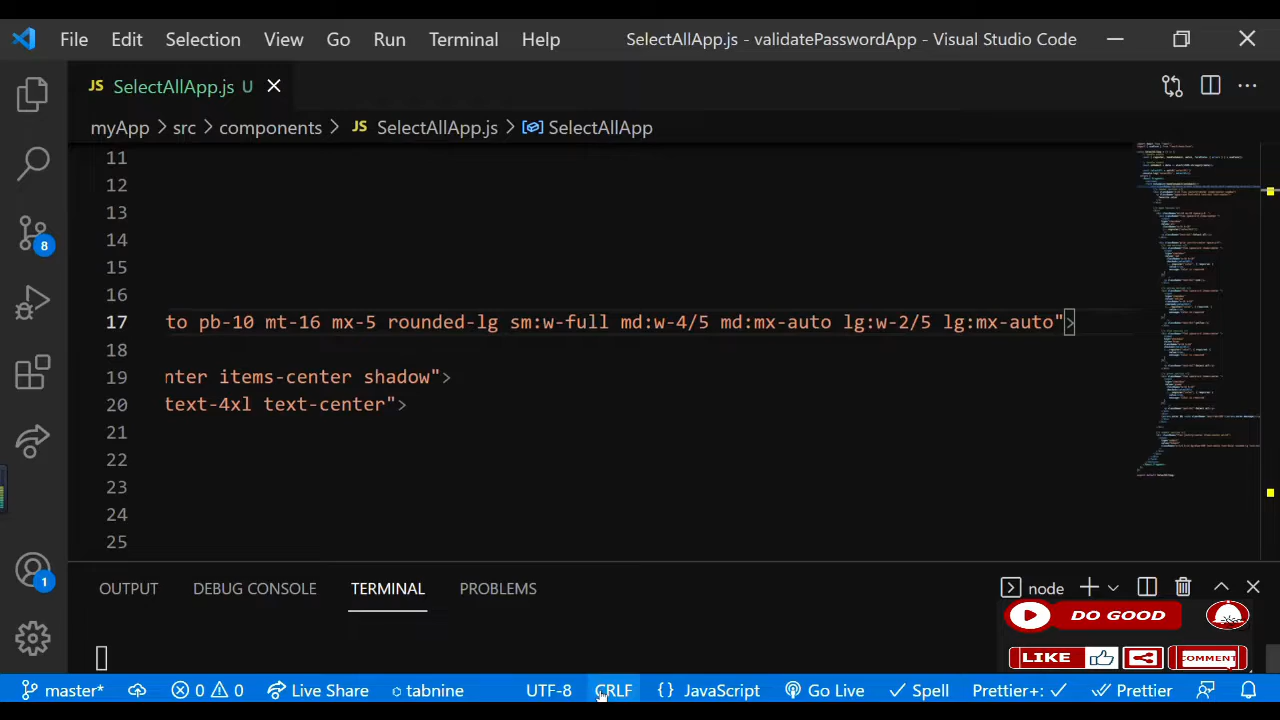 File Edit Selection View Go Run Terminal Help SelectAllApp.js - validatePasswordApp - Visual Studio Code
JS SelectAllApp.js U
myApp > src > components > JS SelectAllApp.js > SelectAllApp
11
12
13
14
15
16
17 to pb-10 mt-16 mx-5 rounded-lg sm:w-full md:w-4/5 md:mx-auto lg:w-7/5 lg:mx-auto">
18
19 nter items-center shadow">
20 text-4xl text-center">
21
22
23
24
25
8
1
OUTPUT DEBUG CONSOLE TERMINAL PROBLEMS node
DO GOOD
LIKE COMMENT
master* 0 0 Live Share tabnine UTF-8 CRLF {} JavaScript Go Live Spell Prettier+: Prettier